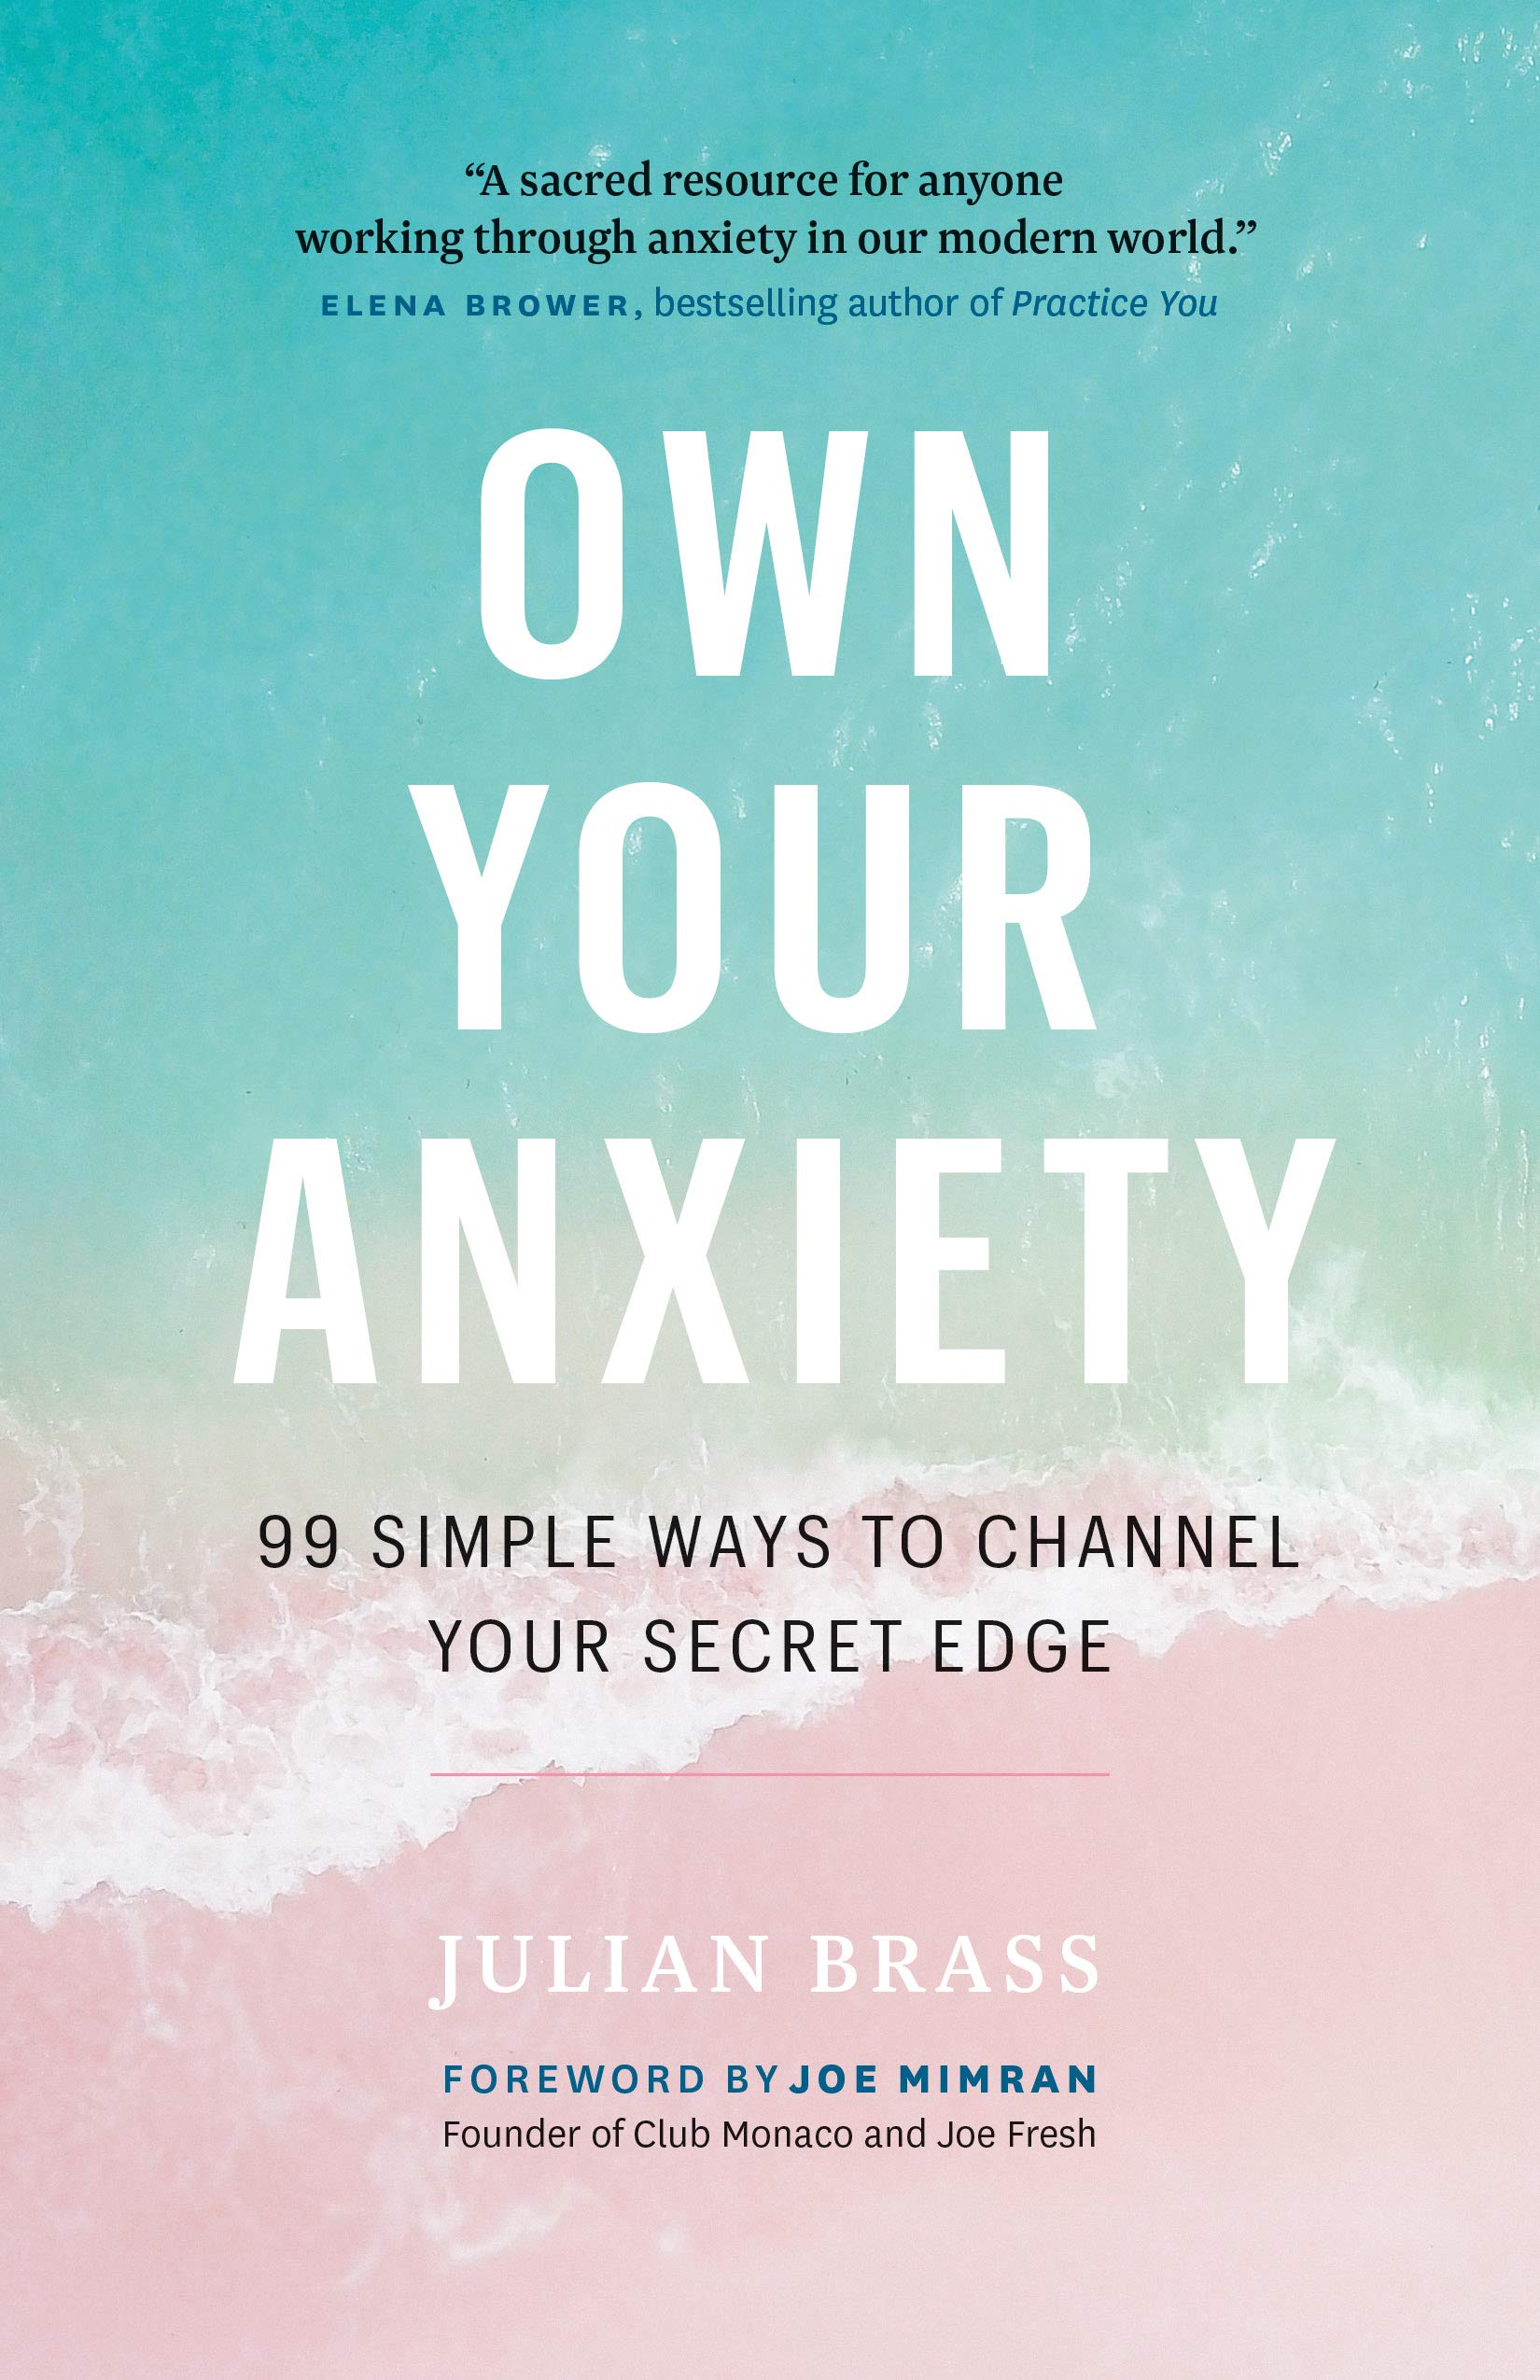 “A sacred resource for anyone
working through anxiety in our modern world.”
ELENA BROWER, bestselling author of Practice You
OWN
YOUR
ANXIETY
99 SIMPLE WAYS TO CHANNEL
YOUR SECRET EDGE
JULIAN BRASS
FOREWORD BY JOE MIMRAN
Founder of Club Monaco and Joe Fresh